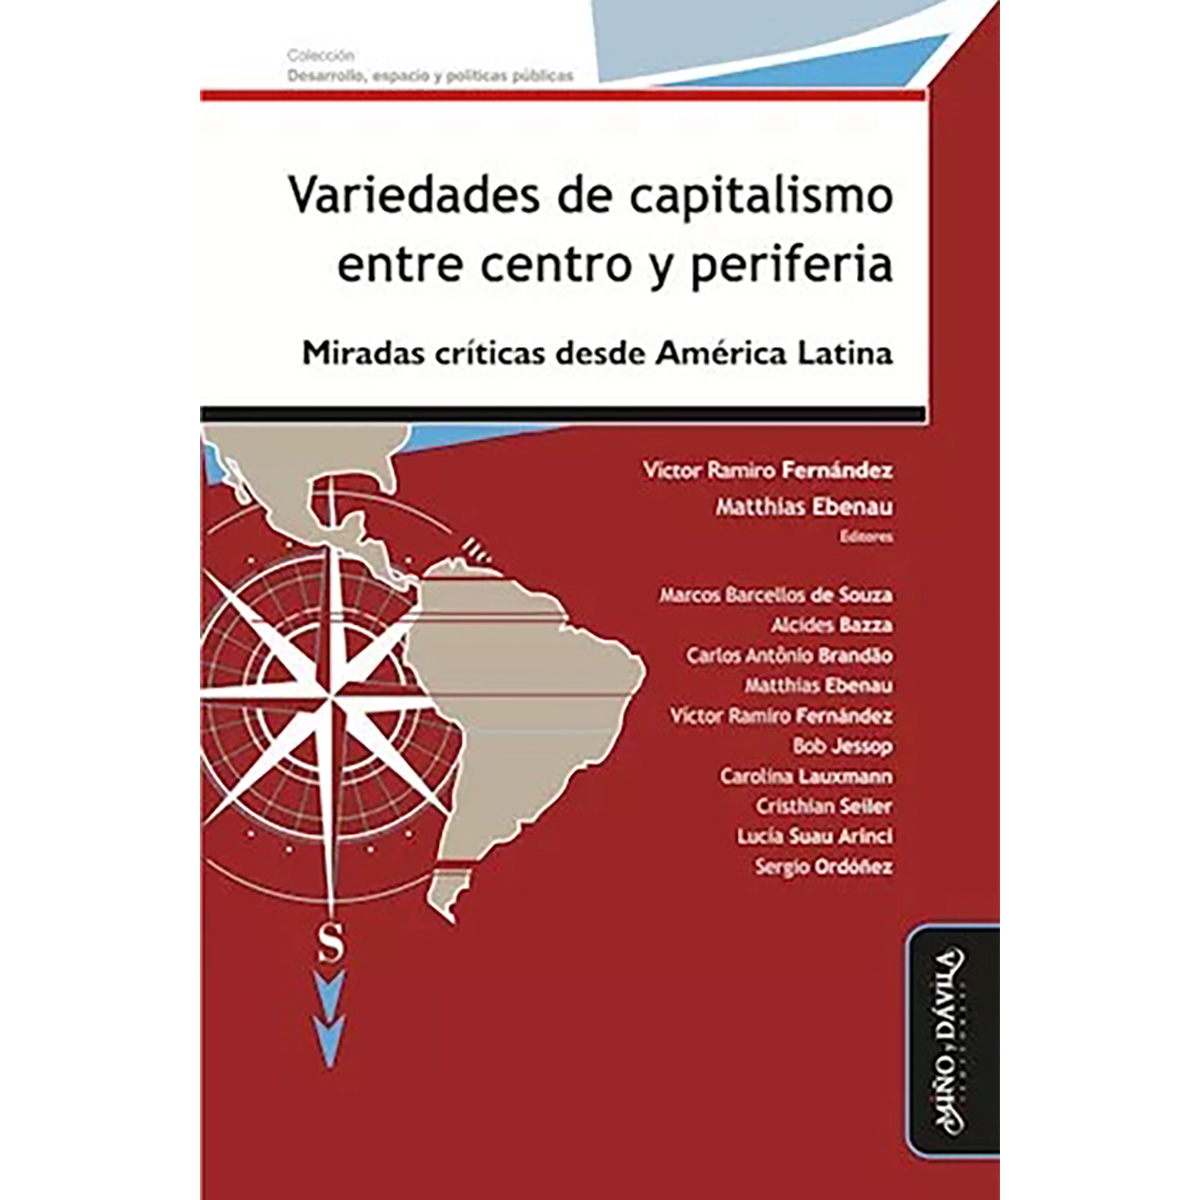 Colección
Desarrollo, espacio y políticas públicas
Variedades de capitalismo
entre centro y periferia
Miradas críticas desde América Latina
Víctor Ramiro Fernández
Matthias Ebenau
Editores
Marcos Barcellos de Souza
Alcides Bazza
Carlos Antônio Brandão
Matthias Ebenau
Víctor Ramiro Fernández
Bob Jessop
Carolina Lauxmann
Cristhian Seiler
Lucía Suau Arinci
Sergio Ordóñez
S
MIÑO y DÁVILA
EDITORES